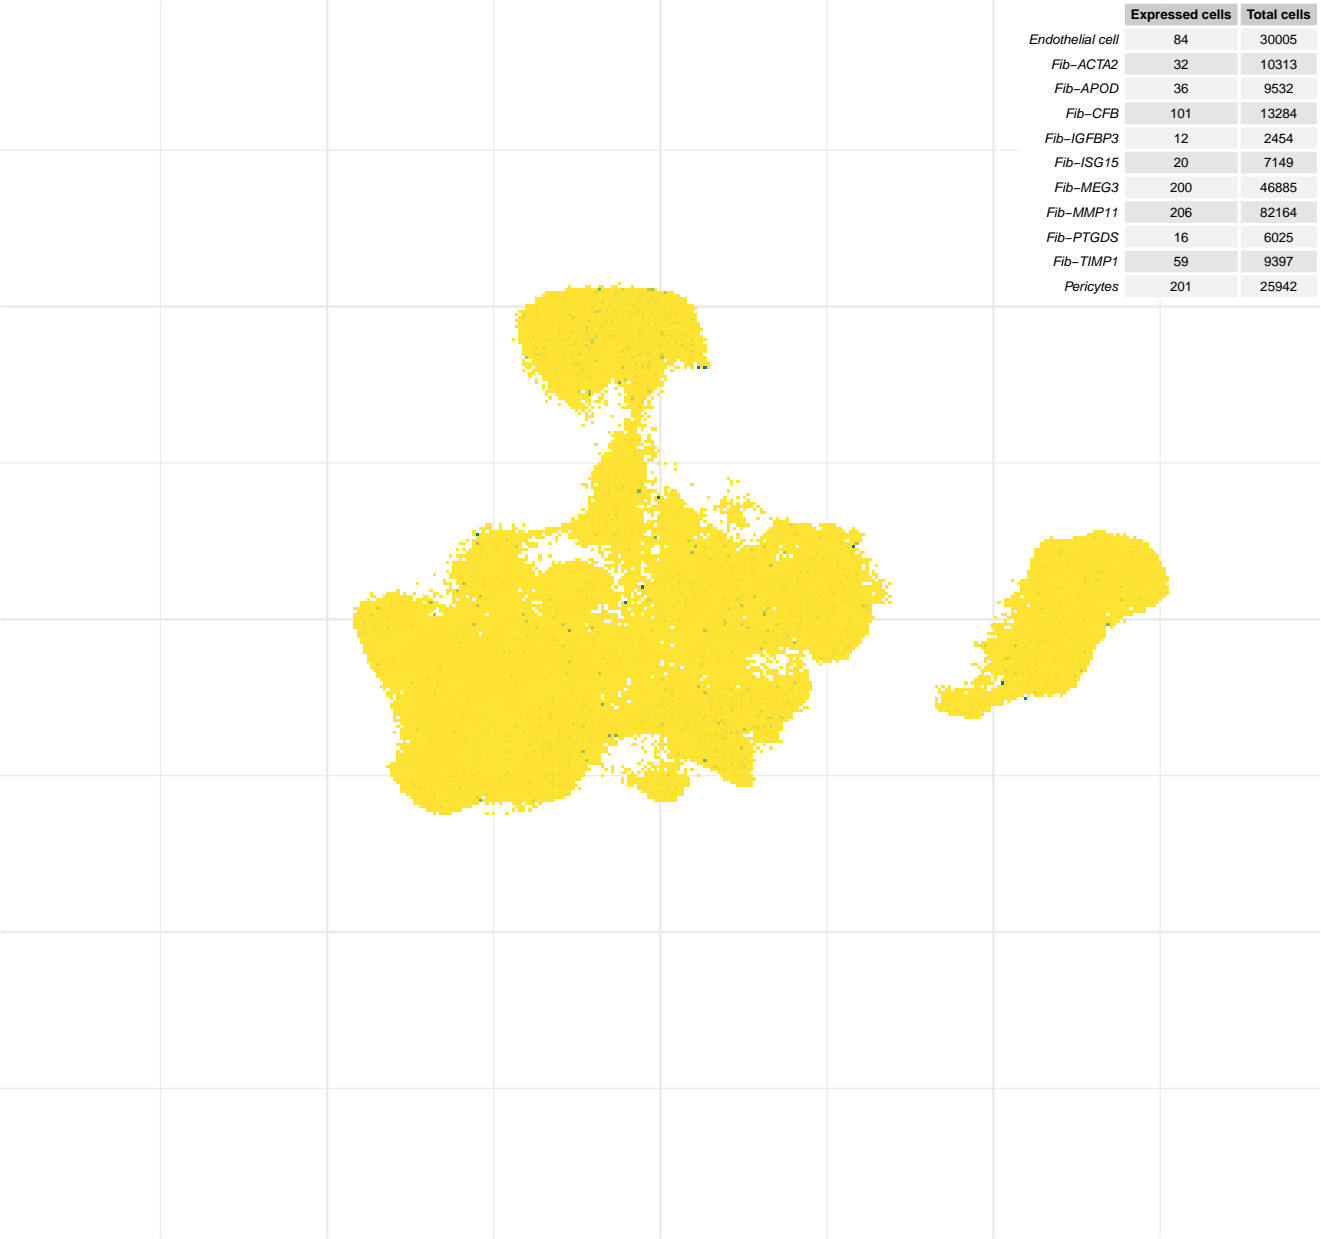 Expressed cells Total cells
Endothelial cell 84 30005
Fib−ACTA2 32 10313
Fib−APOD 36 9532
Fib−CFB 101 13284
Fib−IGFBP3 12 2454
Fib−ISG15 20 7149
Fib−MEG3 200 46885
Fib−MMP11 206 82164
Fib−PTGDS 16 6025
Fib−TIMP1 59 9397
Pericytes 201 25942